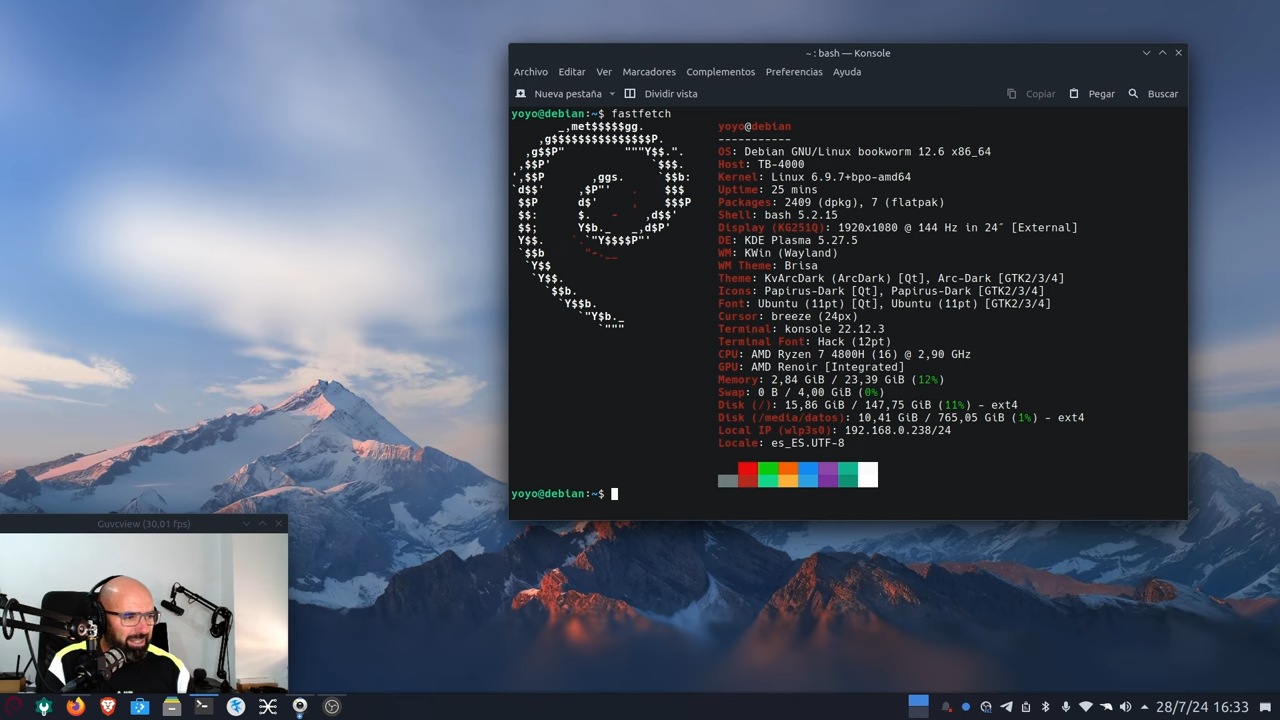 ~ : bash — Konsole
Archivo Editar Ver Marcadores Complementos Preferencias Ayuda
Nueva pestaña Dividir vista Copiar Pegar Buscar
yoyo@debian:~$ fastfetch
_,met$$$$$gg.
,g$$$$$$$$$$$$$$$P.
,g$$P" """Y$$.".
,$$P' `$$$.
',$$P ,ggs. `$$b:
`d$$' ,$P"' . $$$
$$P d$' , $$$P
$$: $. - ,d$$'
$$; Y$b._ _,d$P'
Y$$. `.`"Y$$$$P"'
`$$b "-.__
`Y$$
`Y$$.
`$$b.
`Y$$b.
`"Y$b._
`"""
yoyo@debian
-----------
OS: Debian GNU/Linux bookworm 12.6 x86_64
Host: TB-4000
Kernel: Linux 6.9.7+bpo-amd64
Uptime: 25 mins
Packages: 2409 (dpkg), 7 (flatpak)
Shell: bash 5.2.15
Display (KG251Q): 1920x1080 @ 144 Hz in 24″ [External]
DE: KDE Plasma 5.27.5
WM: KWin (Wayland)
WM Theme: Brisa
Theme: KvArcDark (ArcDark) [Qt], Arc-Dark [GTK2/3/4]
Icons: Papirus-Dark [Qt], Papirus-Dark [GTK2/3/4]
Font: Ubuntu (11pt) [Qt], Ubuntu (11pt) [GTK2/3/4]
Cursor: breeze (24px)
Terminal: konsole 22.12.3
Terminal Font: Hack (12pt)
CPU: AMD Ryzen 7 4800H (16) @ 2,90 GHz
GPU: AMD Renoir [Integrated]
Memory: 2,84 GiB / 23,39 GiB (12%)
Swap: 0 B / 4,00 GiB (0%)
Disk (/): 15,86 GiB / 147,75 GiB (11%) - ext4
Disk (/media/datos): 10,41 GiB / 765,05 GiB (1%) - ext4
Local IP (wlp3s0): 192.168.0.238/24
Locale: es_ES.UTF-8
yoyo@debian:~$
Guvcview (30,01 fps)
28/7/24 16:33